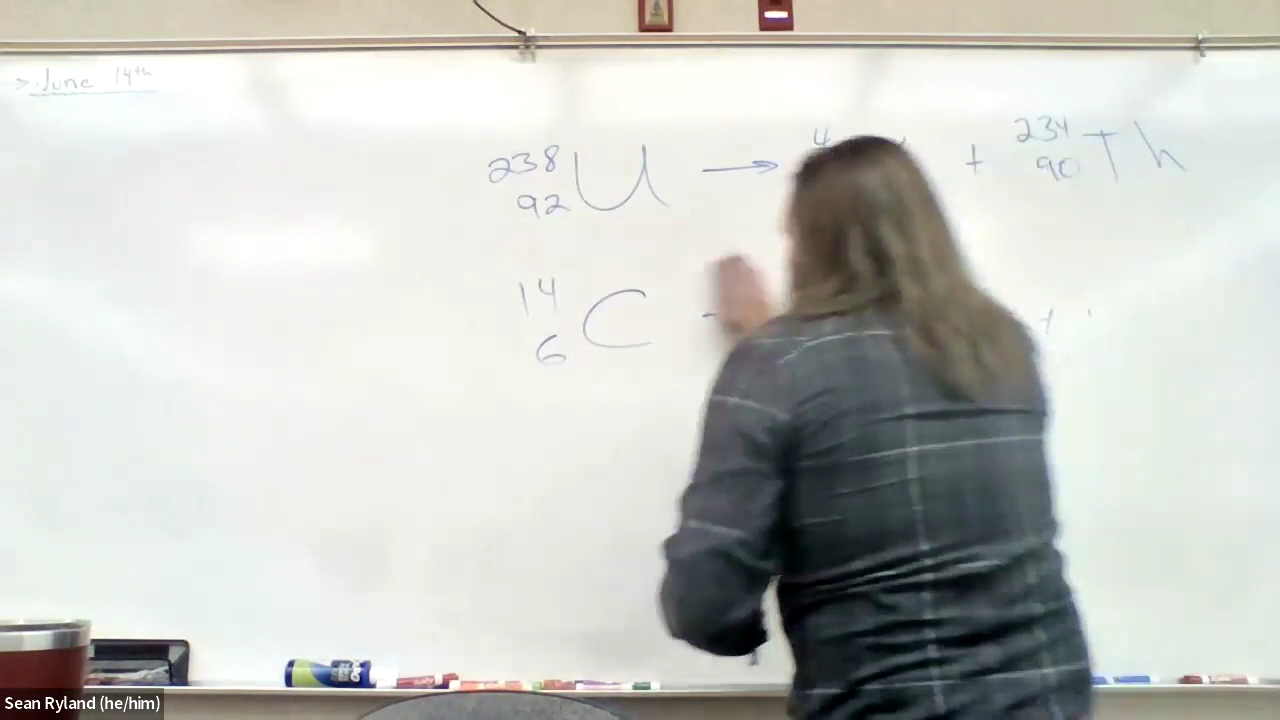 > June 14th
238 92 U → 4 + 234 90 Th
14 6 C
Sean Ryland (he/him)